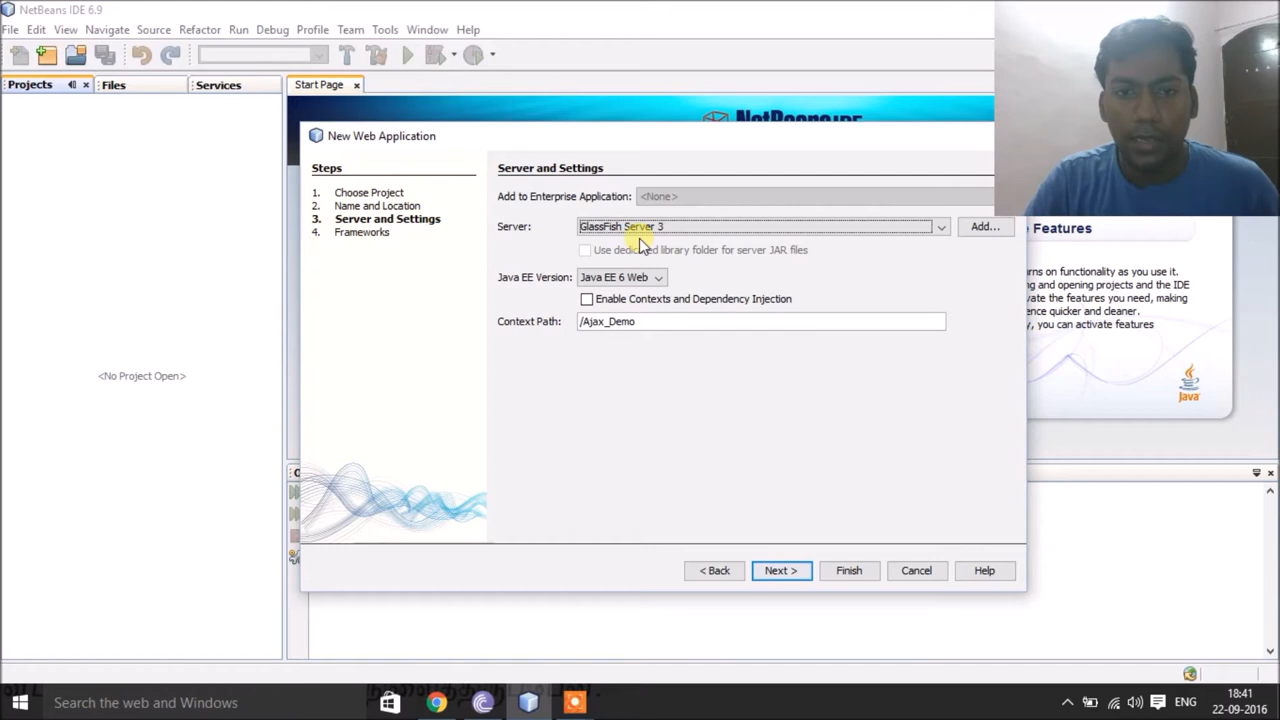 NetBeans IDE 6.9
File Edit View Navigate Source Refactor Run Debug Profile Team Tools Window Help
Projects Files Services Start Page
NetBeans IDE
New Web Application
Steps
1. Choose Project
2. Name and Location
3. Server and Settings
4. Frameworks
Server and Settings
Add to Enterprise Application: <None>
Server: GlassFish Server 3 Add...
Use dedicated library folder for server JAR files
Java EE Version: Java EE 6 Web
Enable Contexts and Dependency Injection
Context Path: /Ajax_Demo
< Back Next > Finish Cancel Help
<No Project Open>
Features
urns on functionality as you use it.
ng and opening projects and the IDE
ivate the features you need, making
ence quicker and cleaner.
y, you can activate features
Java
Search the web and Windows
ENG
18:41
22-09-2016